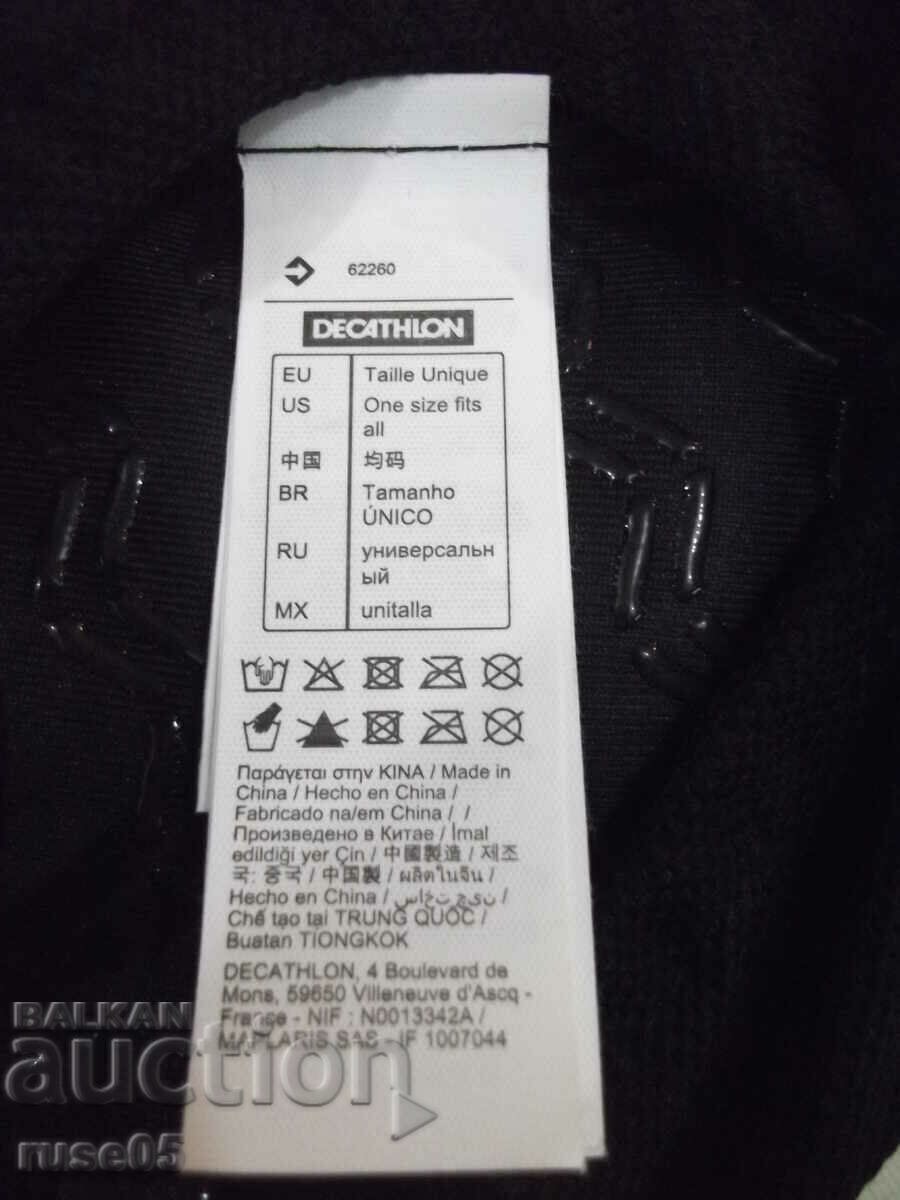 62260
DECATHLON
EU Taille Unique
US One size fits
all
中国 均码
BR Tamanho
ÚNICO
RU универсальн
ый
MX unitalla
Παράγεται στην ΚΙΝΑ / Made in
China / Hecho en China /
Fabricado na/em China / /
Произведено в Китае / İmal
edildiği yer Çin / 中國製造 / 제조
국: 중국 / 中国製 / ผลิตในจีน /
Hecho en China /
Chế tạo tại TRUNG QUỐC /
Buatan TIONGKOK
DECATHLON, 4 Boulevard de
Mons, 59650 Villeneuve d'Ascq -
France - NIF : N0013342A /
MAPLARIS SAS - IF 1007044
BALKAN
auction
ruse05